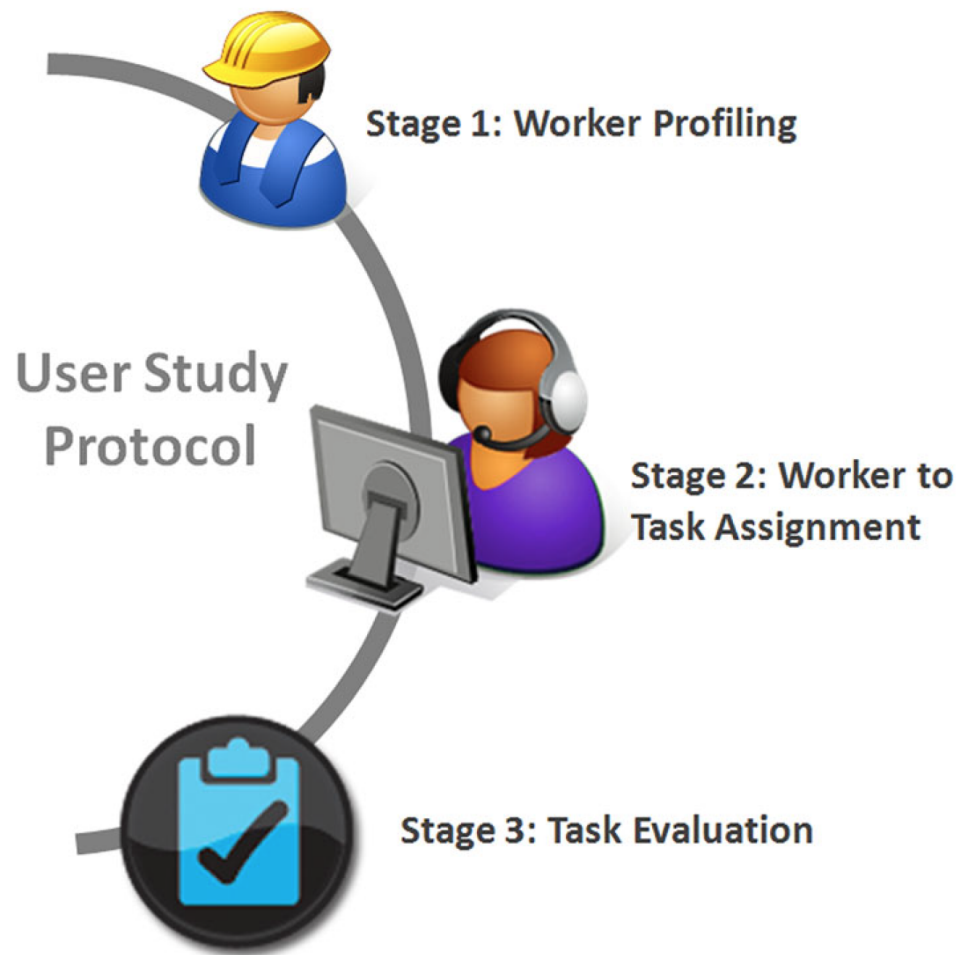 Stage 1: Worker Profiling
User Study
Protocol
Stage 2: Worker to
Task Assignment
Stage 3: Task Evaluation